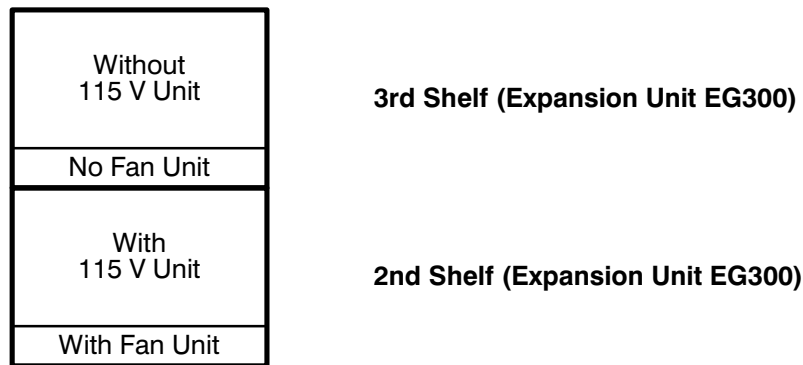 Without
115 V Unit
3rd Shelf (Expansion Unit EG300)
No Fan Unit
With
115 V Unit
2nd Shelf (Expansion Unit EG300)
With Fan Unit